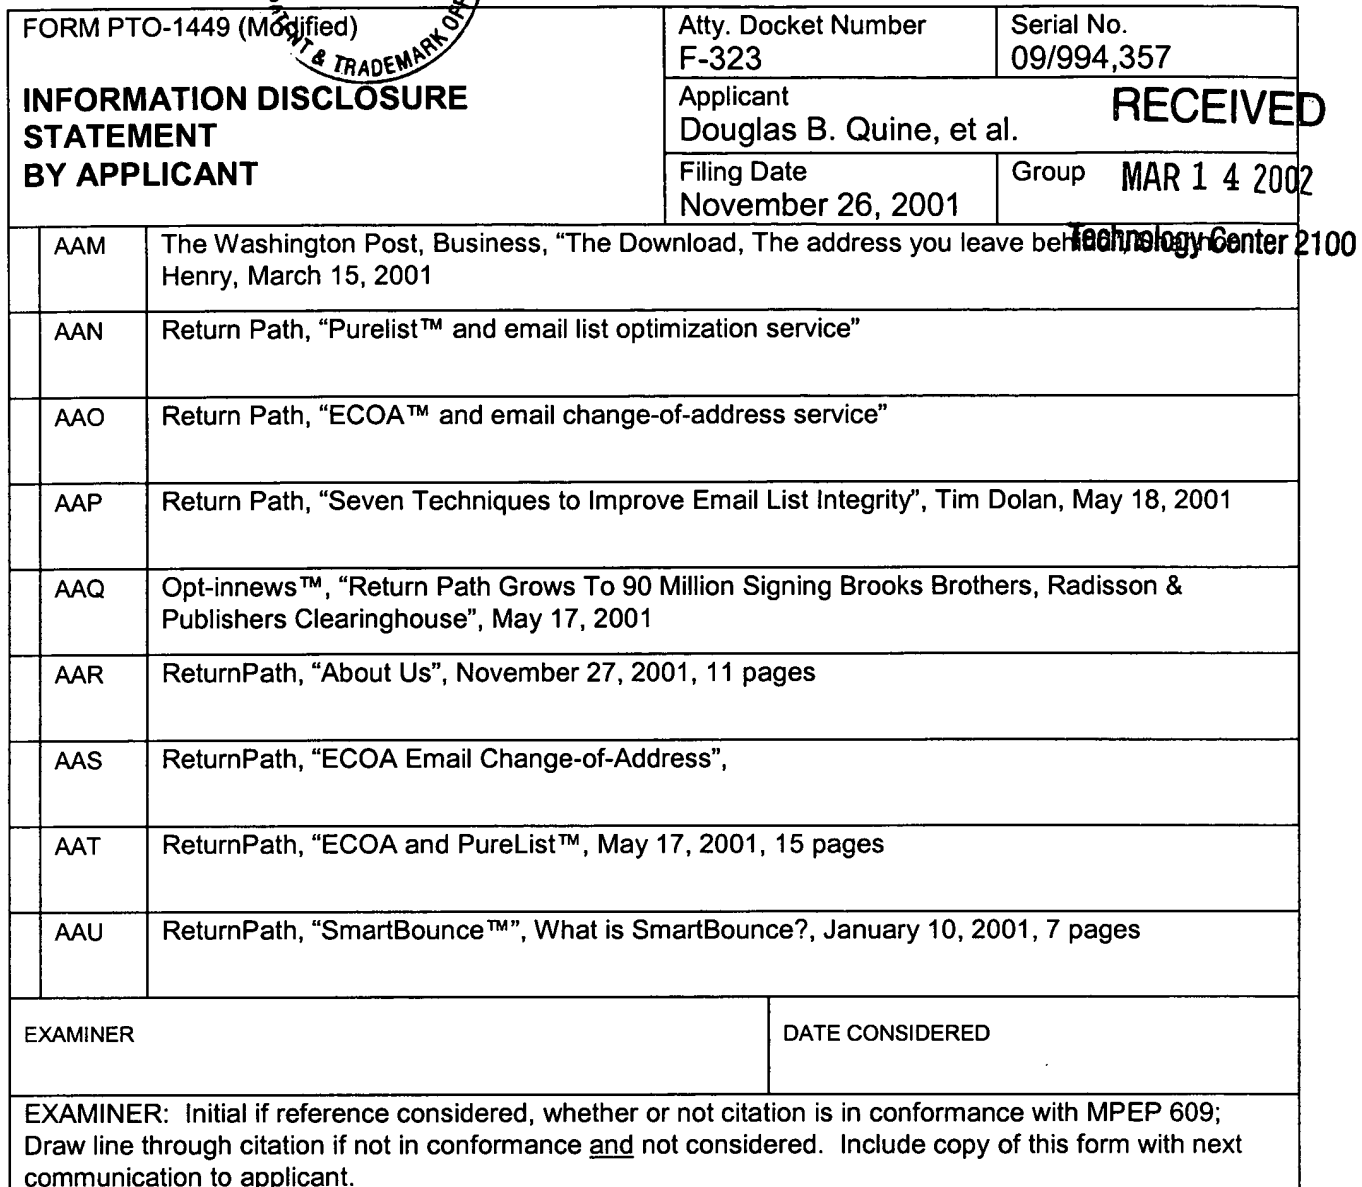 FORM PTO-1449 (Modified)
& TRADEMARK
INFORMATION DISCLOSURE
STATEMENT
BY APPLICANT
Atty. Docket Number
F-323
Serial No.
09/994,357
Applicant
Douglas B. Quine, et al.
RECEIVED
Filing Date
November 26, 2001
Group
MAR 1 4 2002
Technology Center 2100
AAM
The Washington Post, Business, “The Download, The address you leave
Henry, March 15, 2001
AAN
Return Path, “Purelist™ and email list optimization service”
AAO
Return Path, “ECOA™ and email change-of-address service”
AAP
Return Path, “Seven Techniques to Improve Email List Integrity”, Tim Dolan, May 18, 2001
AAQ
Opt-innews™, “Return Path Grows To 90 Million Signing Brooks Brothers, Radisson &
Publishers Clearinghouse”, May 17, 2001
AAR
ReturnPath, “About Us”, November 27, 2001, 11 pages
AAS
ReturnPath, “ECOA Email Change-of-Address”,
AAT
ReturnPath, “ECOA and PureList™, May 17, 2001, 15 pages
AAU
ReturnPath, “SmartBounce™”, What is SmartBounce?, January 10, 2001, 7 pages
EXAMINER
DATE CONSIDERED
EXAMINER: Initial if reference considered, whether or not citation is in conformance with MPEP 609;
Draw line through citation if not in conformance and not considered. Include copy of this form with next
communication to applicant.